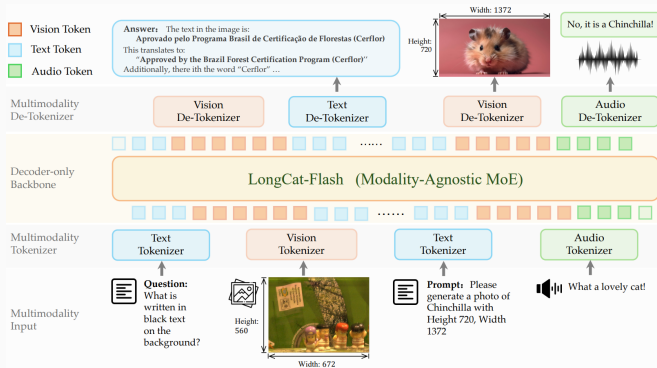 Vision Token
Text Token
Audio Token
Answer: The text in the image is:
Aprovado pelo Programa Brasil de Certificação de Florestas (Cerflor)
This translates to:
"Approved by the Brazil Forest Certification Program (Cerflor)"
Additionally, there ith the word "Cerflor" ...
Width: 1372
Height:
720
No, it is a Chinchilla!
Multimodality
De-Tokenizer
Vision
De-Tokenizer
Text
De-Tokenizer
Vision
De-Tokenizer
Audio
De-Tokenizer
......
Decoder-only
Backbone
LongCat-Flash (Modality-Agnostic MoE)
......
Multimodality
Tokenizer
Text
Tokenizer
Vision
Tokenizer
Text
Tokenizer
Audio
Tokenizer
Multimodality
Input
Question:
What is
written in
black text
on the
background?
Height:
560
Width: 672
Prompt: Please
generate a photo of
Chinchilla with
Height 720, Width
1372
What a lovely cat!